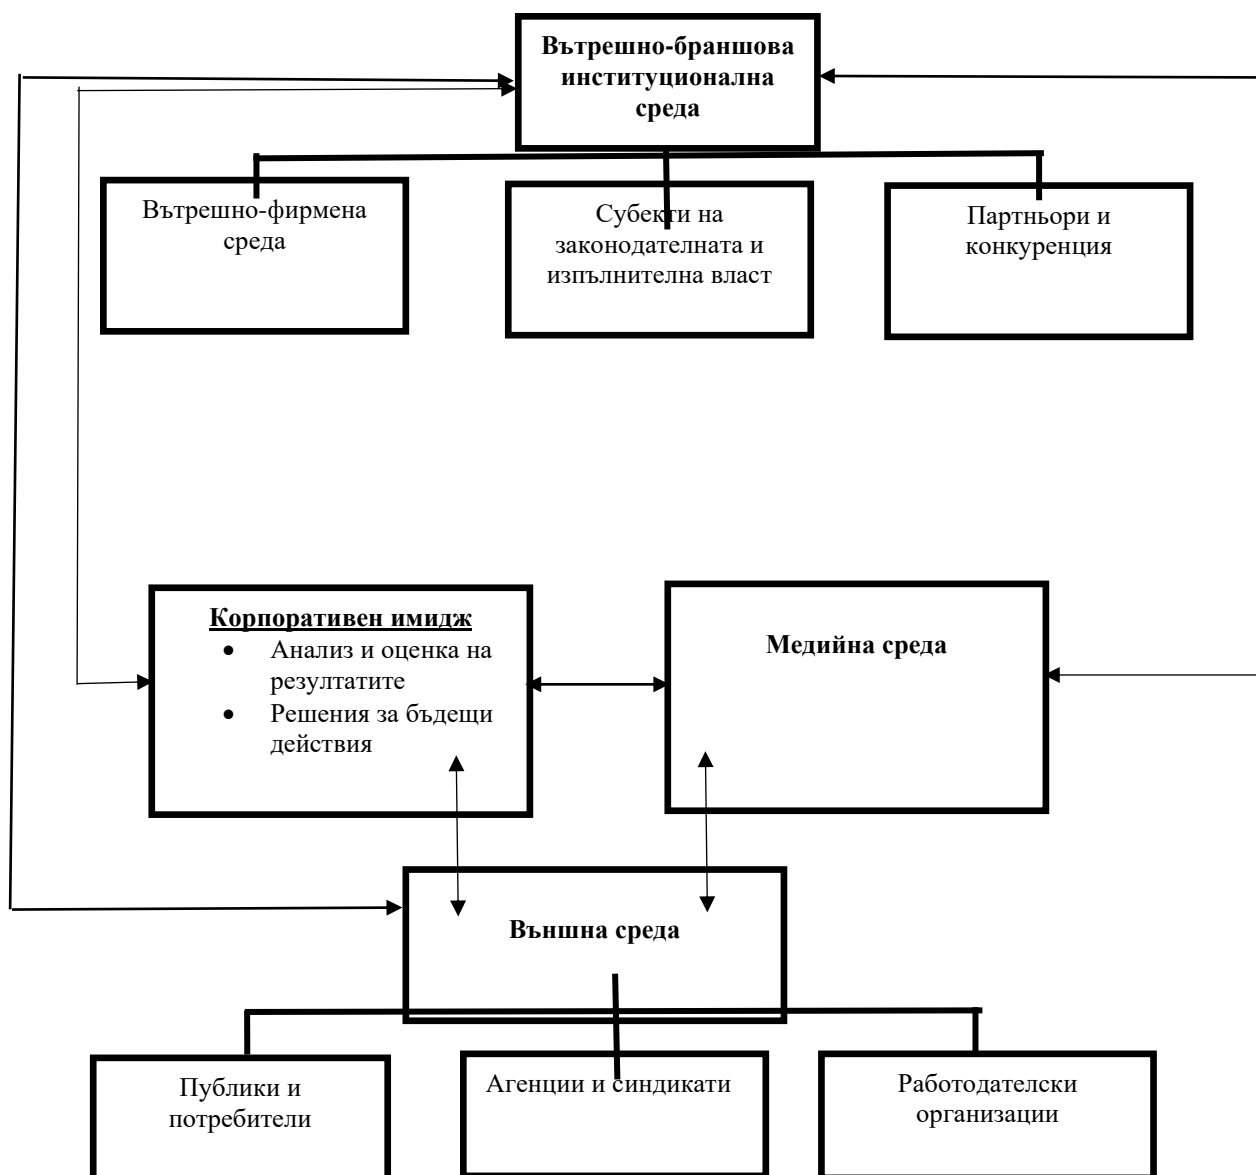 Вътрешно-браншова
институционална
среда
Вътрешно-фирмена
среда
Субекти на
законодателната и
изпълнителна власт
Партньори и
конкуренция
Корпоративен имидж
• Анализ и оценка на
резултатите
• Решения за бъдещи
действия
Медийна среда
Външна среда
Публики и
потребители
Агенции и синдикати
Работодателски
организации